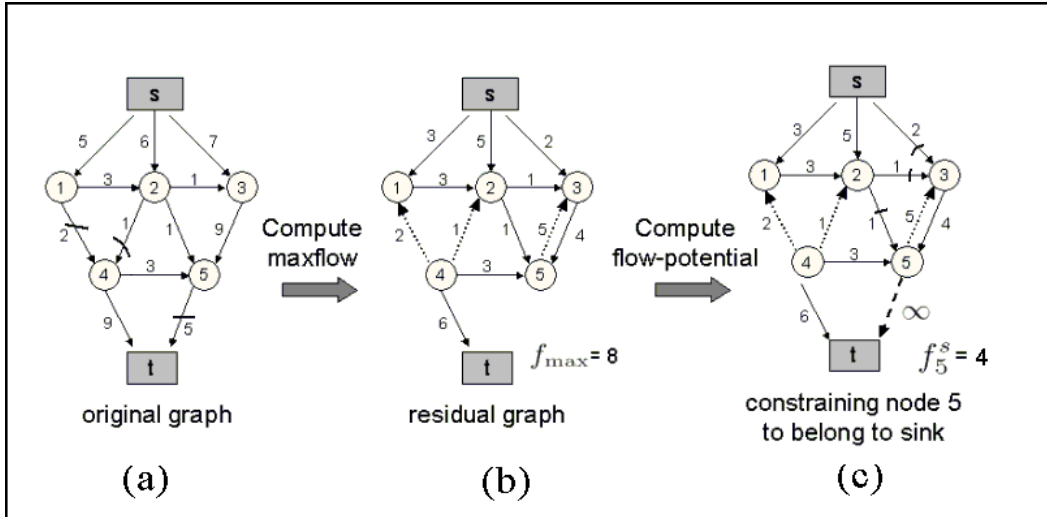 s
5
6
7
1
3
2
1
3
2
1
1
9
4
3
5
9
5
t
original graph
(a)
Compute
maxflow
s
3
5
2
1
3
2
1
3
2
1
1
5
4
4
3
5
6
t
f_max = 8
residual graph
(b)
Compute
flow-potential
s
3
5
2
1
3
2
1
3
2
1
1
5
4
4
3
5
6
∞
t
f_5^s = 4
constraining node 5
to belong to sink
(c)